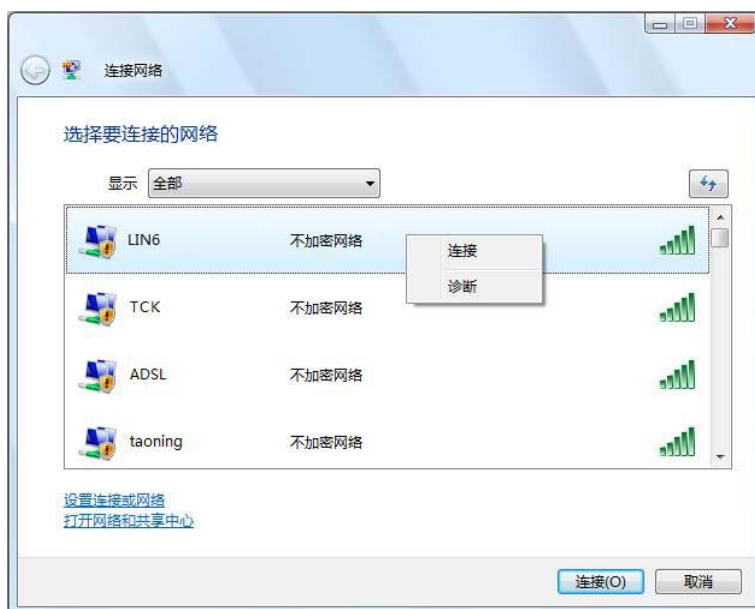 连接网络
选择要连接的网络
显示 全部
LIN6 不加密网络
连接
诊断
TCK 不加密网络
ADSL 不加密网络
taoning 不加密网络
设置连接或网络
打开网络和共享中心
连接(O) 取消